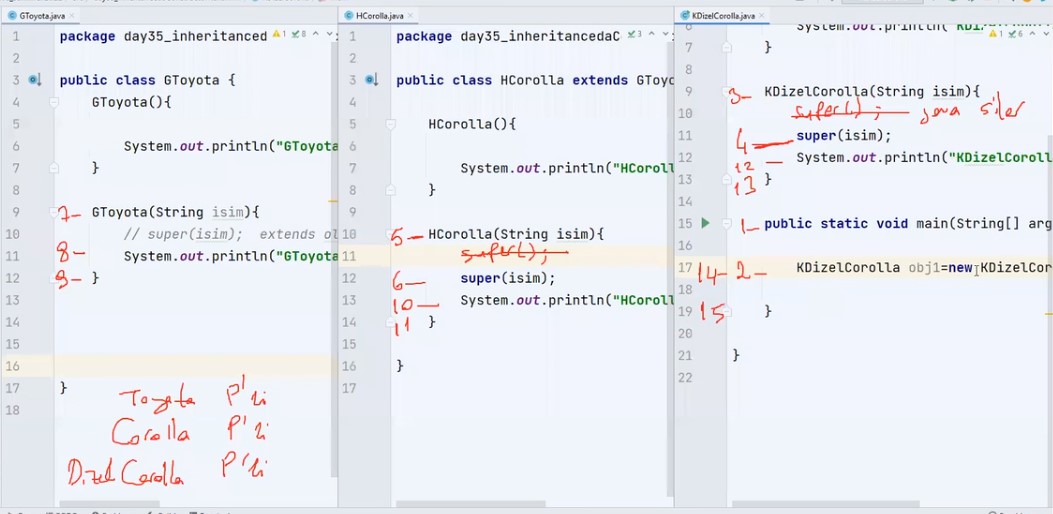 GToyota.java
1 package day35_inheritanced
2
3 public class GToyota {
4 GToyota(){
5
6 System.out.println("GToyota
7 }
8
9 7- GToyota(String isim){
10 // super(isim); extends ol
11 8- System.out.println("GToyota
12 9- }
13
14
15
16
17 }
18
Toyota P'li
Corolla P'li
Dizel Corolla P'li
HCorolla.java
1 package day35_inheritancedaC
2
3 public class HCorolla extends GToyo
4
5 HCorolla(){
6
7 System.out.println("HCorol
8 }
9
10 5- HCorolla(String isim){
11 super();
12 6- super(isim);
13 10- System.out.println("HCorol
14 11 }
15
16 }
17
KDizelCorolla.java
6 System.out.println("KDiz
7 }
8
9 3- KDizelCorolla(String isim){
10 super(); java siler
11 4- super(isim);
12 12- System.out.println("KDizelCorol
13 13 }
14
15 1- public static void main(String[] arg
16
17 14- 2- KDizelCorolla obj1=new KDizelCor
18
19 15 }
20
21 }
22